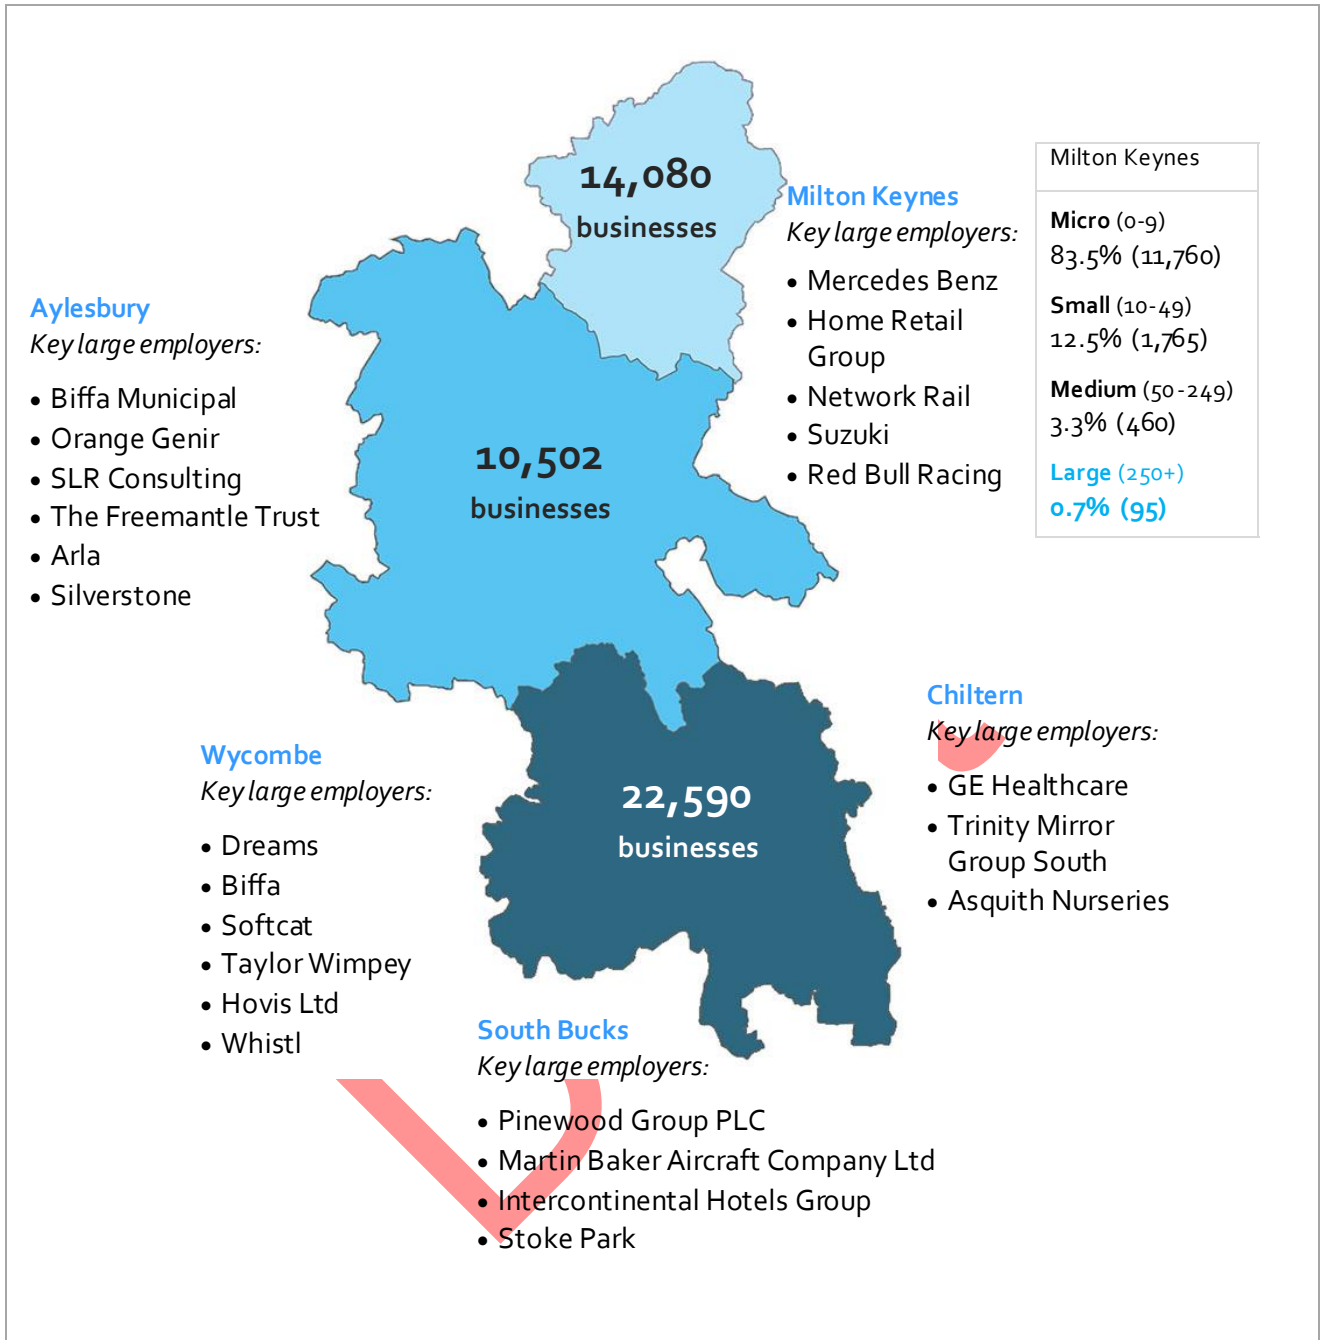 14,080
businesses
Milton Keynes
Key large employers:
• Mercedes Benz
• Home Retail
Group
• Network Rail
• Suzuki
• Red Bull Racing
Milton Keynes
Micro (0-9)
83.5% (11,760)
Small (10-49)
12.5% (1,765)
Medium (50-249)
3.3% (460)
Large (250+)
0.7% (95)
Aylesbury
Key large employers:
• Biffa Municipal
• Orange Genir
• SLR Consulting
• The Freemantle Trust
• Arla
• Silverstone
10,502
businesses
Wycombe
Key large employers:
• Dreams
• Biffa
• Softcat
• Taylor Wimpey
• Hovis Ltd
• Whistl
22,590
businesses
Chiltern
Key large employers:
• GE Healthcare
• Trinity Mirror
Group South
• Asquith Nurseries
South Bucks
Key large employers:
• Pinewood Group PLC
• Martin Baker Aircraft Company Ltd
• Intercontinental Hotels Group
• Stoke Park